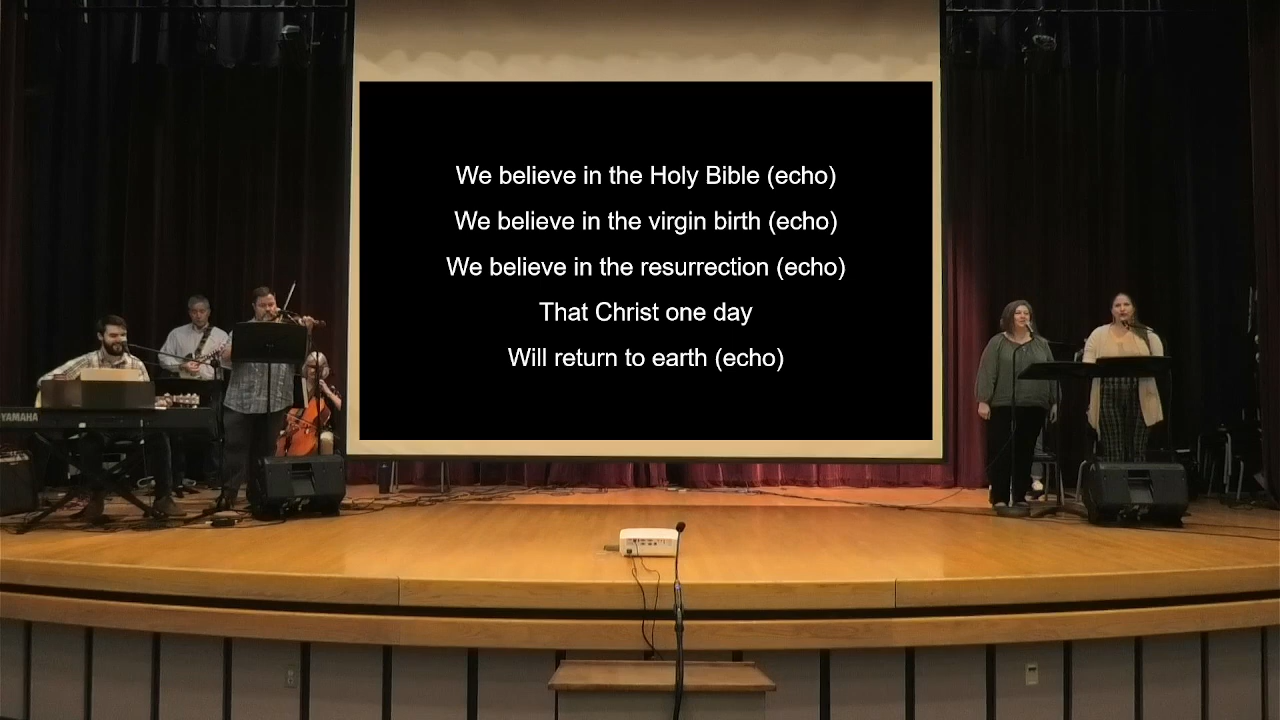 We believe in the Holy Bible (echo)
We believe in the virgin birth (echo)
We believe in the resurrection (echo)
That Christ one day
Will return to earth (echo)
YAMAHA